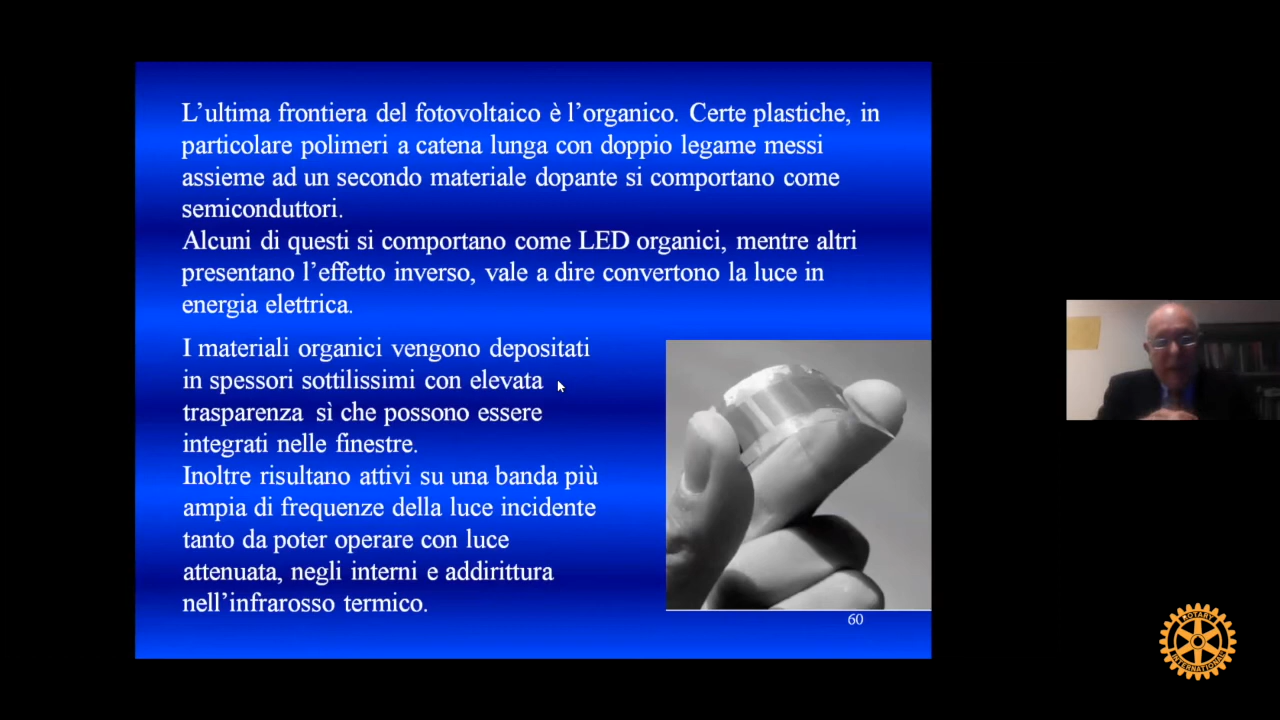 L’ultima frontiera del fotovoltaico è l’organico. Certe plastiche, in
particolare polimeri a catena lunga con doppio legame messi
assieme ad un secondo materiale dopante si comportano come
semiconduttori.
Alcuni di questi si comportano come LED organici, mentre altri
presentano l’effetto inverso, vale a dire convertono la luce in
energia elettrica.
I materiali organici vengono depositati
in spessori sottilissimi con elevata
trasparenza sì che possono essere
integrati nelle finestre.
Inoltre risultano attivi su una banda più
ampia di frequenze della luce incidente
tanto da poter operare con luce
attenuata, negli interni e addirittura
nell’infrarosso termico.
60
ROTARY
INTERNATIONAL